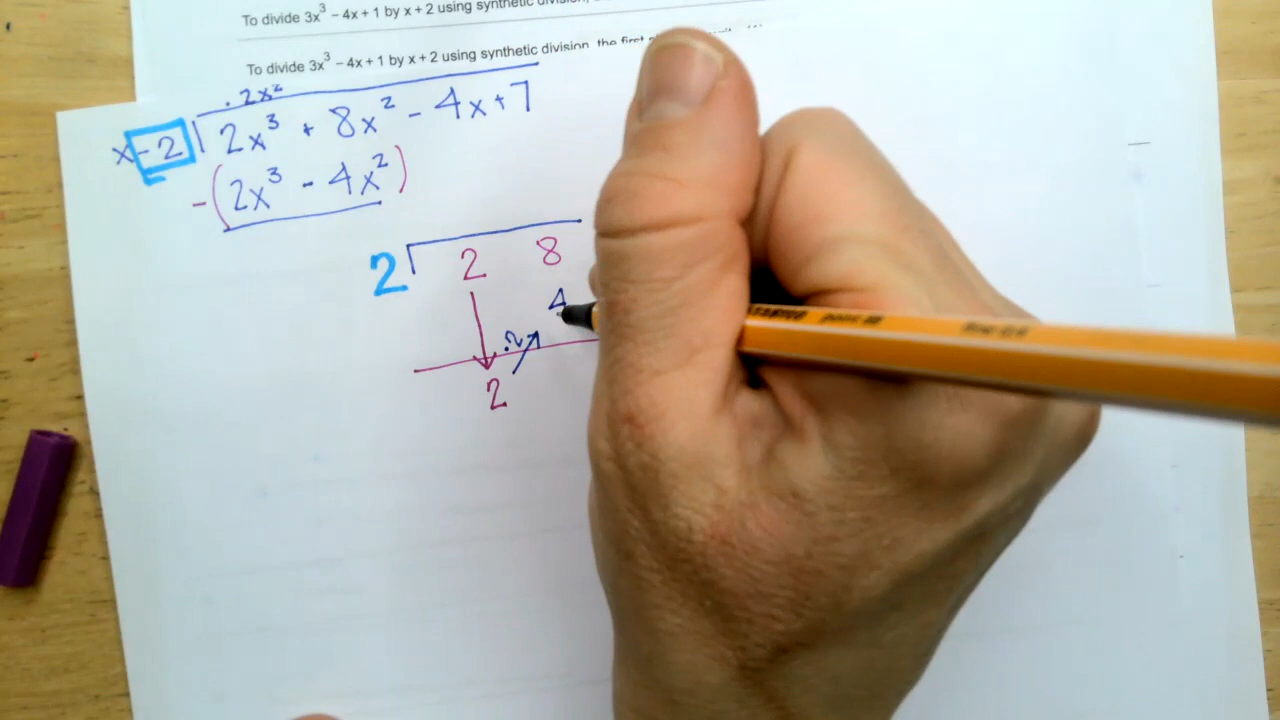 To divide 3x³ − 4x + 1 by x + 2 using synthetic division,
To divide 3x³ − 4x + 1 by x + 2 using synthetic division, the first
. 2x²
x -2 2x³ + 8x² - 4x + 7
-(2x³ - 4x²)
2 2 8
4
.2
2